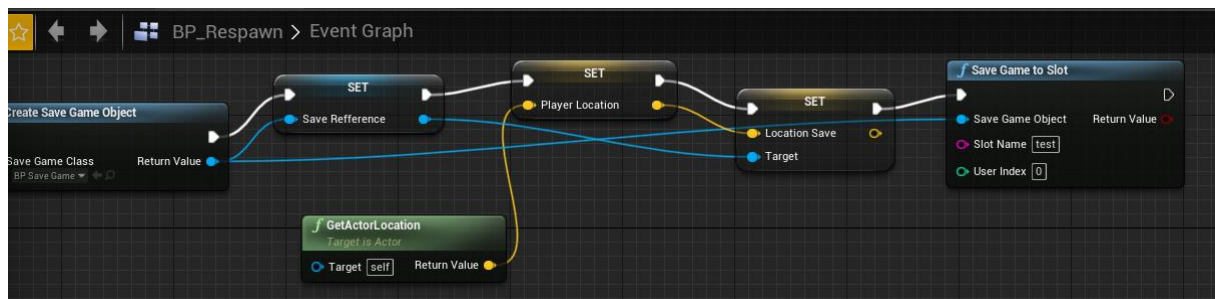 BP_Respawn > Event Graph
Create Save Game Object
Save Game Class
BP Save Game
Return Value
SET
Save Refference
SET
Player Location
SET
Location Save
Target
f Save Game to Slot
Save Game Object
Return Value
Slot Name test
User Index 0
f GetActorLocation
Target is Actor
Target self
Return Value